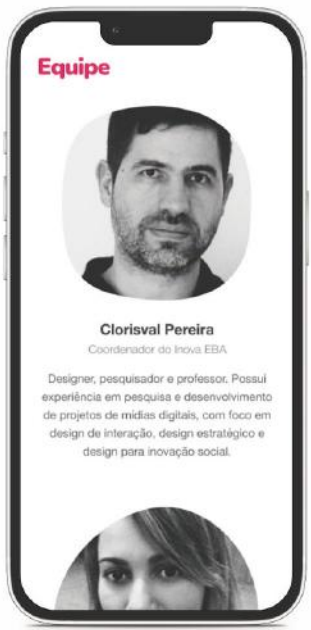 Equipe
Clorisval Pereira
Coordenador do Inova EBA
Designer, pesquisador e professor. Possui
experiência em pesquisa e desenvolvimento
de projetos de mídias digitais, com foco em
design de interação, design estratégico e
design para inovação social.